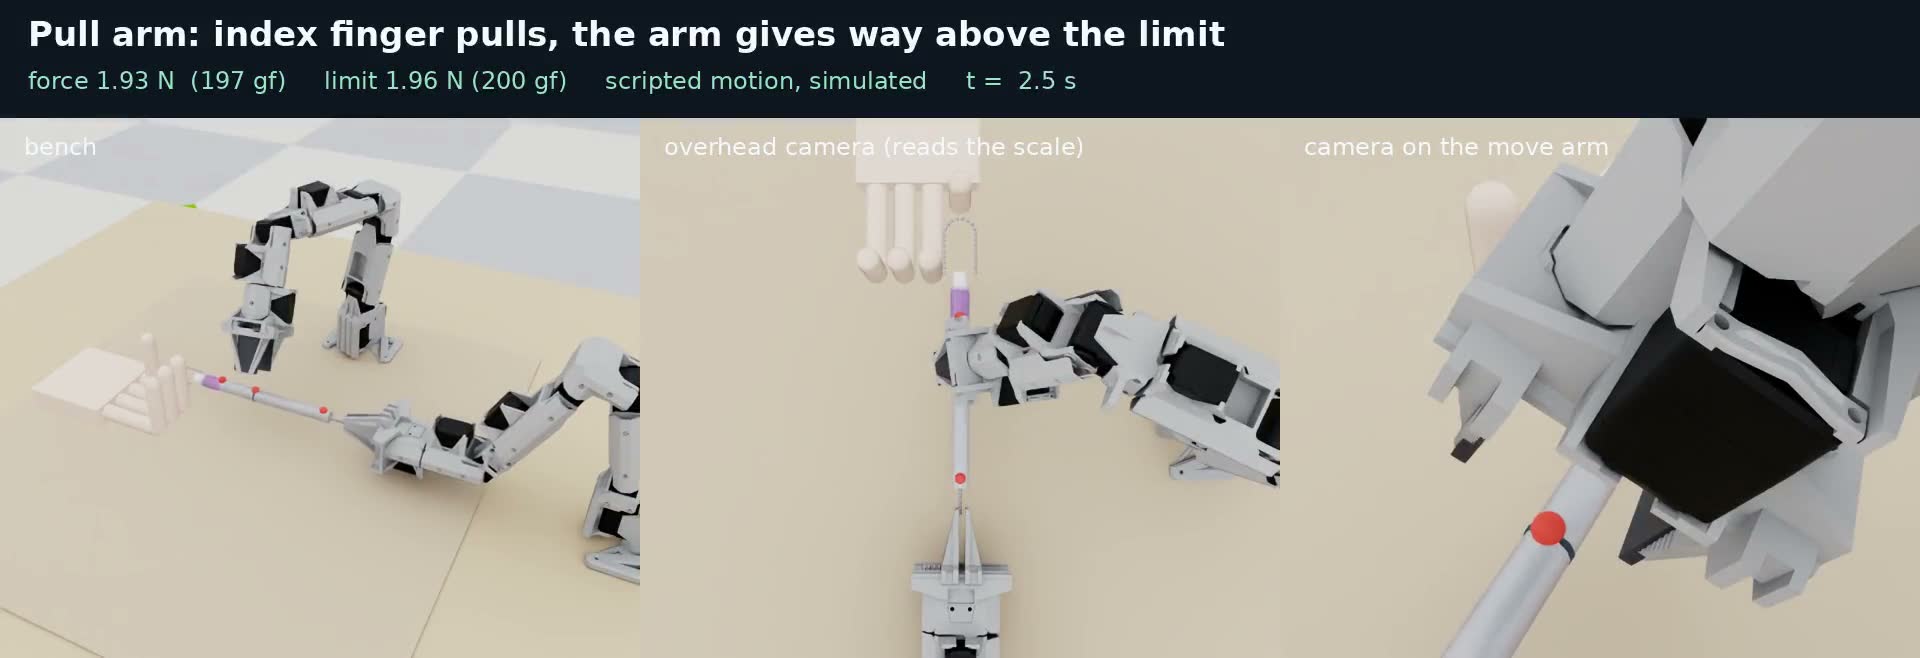 Pull arm: index finger pulls, the arm gives way above the limit
force 1.93 N (197 gf) limit 1.96 N (200 gf) scripted motion, simulated t = 2.5 s
bench
overhead camera (reads the scale)
camera on the move arm